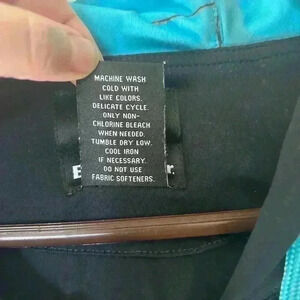 MACHINE WASH
COLD WITH
LIKE COLORS.
DELICATE CYCLE.
ONLY NON-
CHLORINE BLEACH
WHEN NEEDED.
TUMBLE DRY LOW.
COOL IRON
IF NECESSARY.
DO NOT USE
FABRIC SOFTENERS.